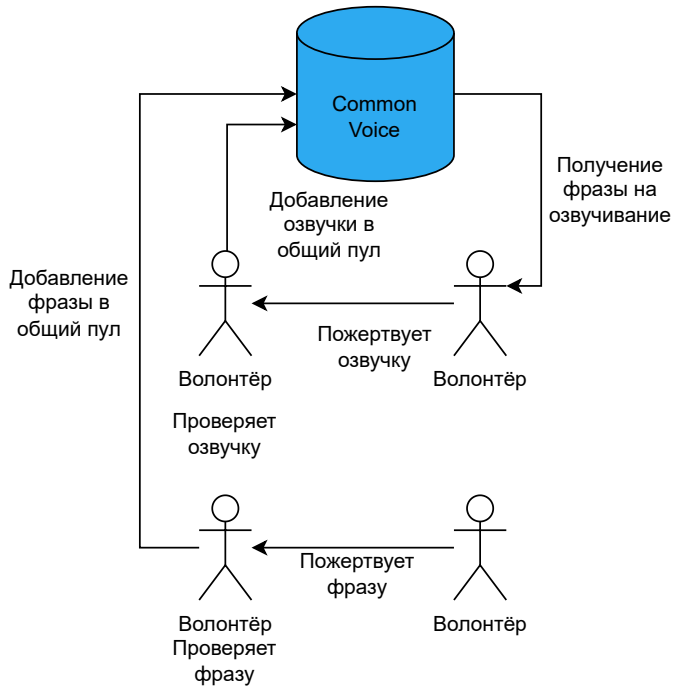 Common
Voice
Получение
фразы на
озвучивание
Добавление
озвучки в
общий пул
Добавление
фразы в
общий пул
Пожертвует
озвучку
Волонтёр
Волонтёр
Проверяет
озвучку
Пожертвует
фразу
Волонтёр
Волонтёр
Проверяет
фразу